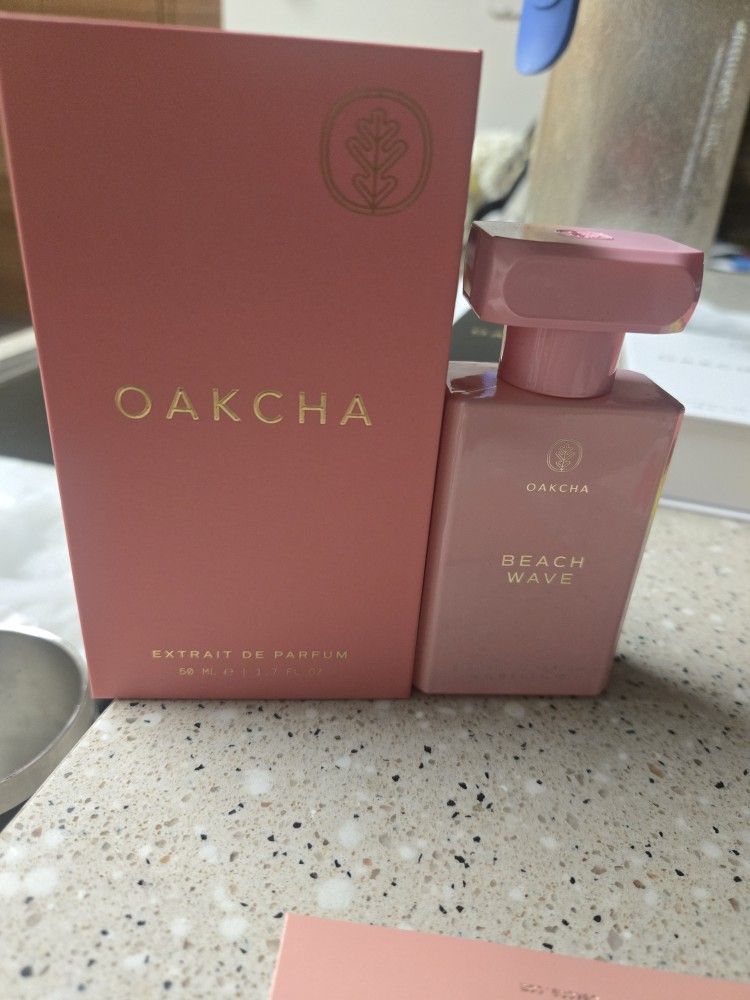 OAKCHA
EXTRAIT DE PARFUM
50 ML e | 1.7 FL OZ
OAKCHA
BEACH
WAVE